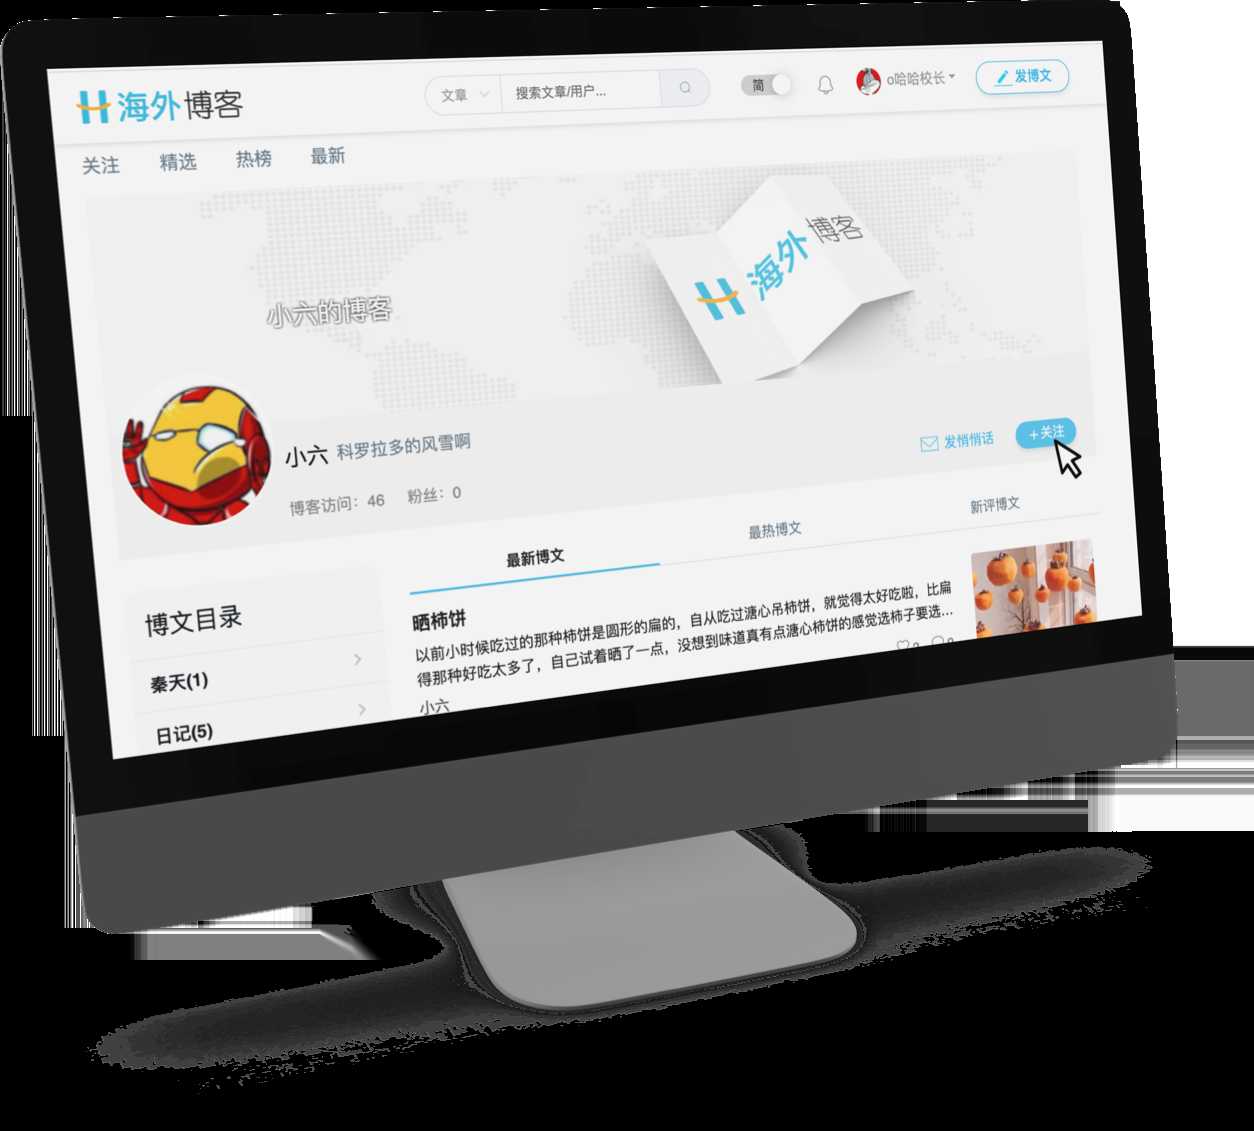 海外博客
文章
搜索文章/用户...
简
o哈哈校长
发博文
关注
精选
热榜
最新
海外博客
小六的博客
小六 科罗拉多的风雪啊
发悄悄话
+关注
博客访问：46 粉丝：0
最新博文
最热博文
新评博文
博文目录
秦天(1)
日记(5)
晒柿饼
以前小时候吃过的那种柿饼是圆形的扁的，自从吃过溏心吊柿饼，就觉得太好吃啦，比扁
得那种好吃太多了，自己试着晒了一点，没想到味道真有点溏心柿饼的感觉选柿子要选...
小六